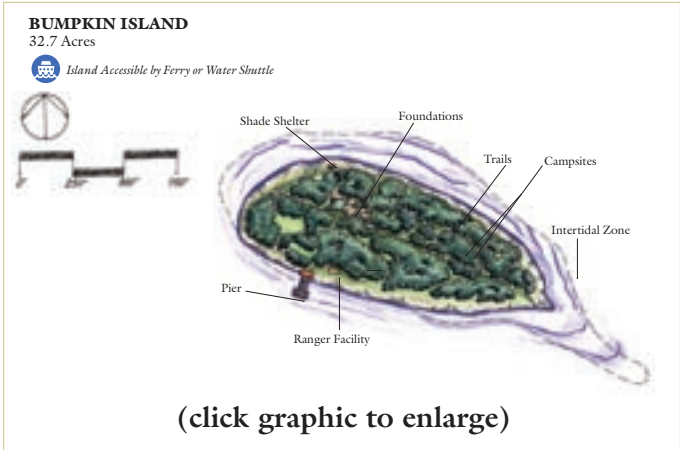 BUMPKIN ISLAND
32.7 Acres
Island Accessible by Ferry or Water Shuttle
Foundations
Shade Shelter
Trails
Campsites
Intertidal Zone
Pier
Ranger Facility
(click graphic to enlarge)